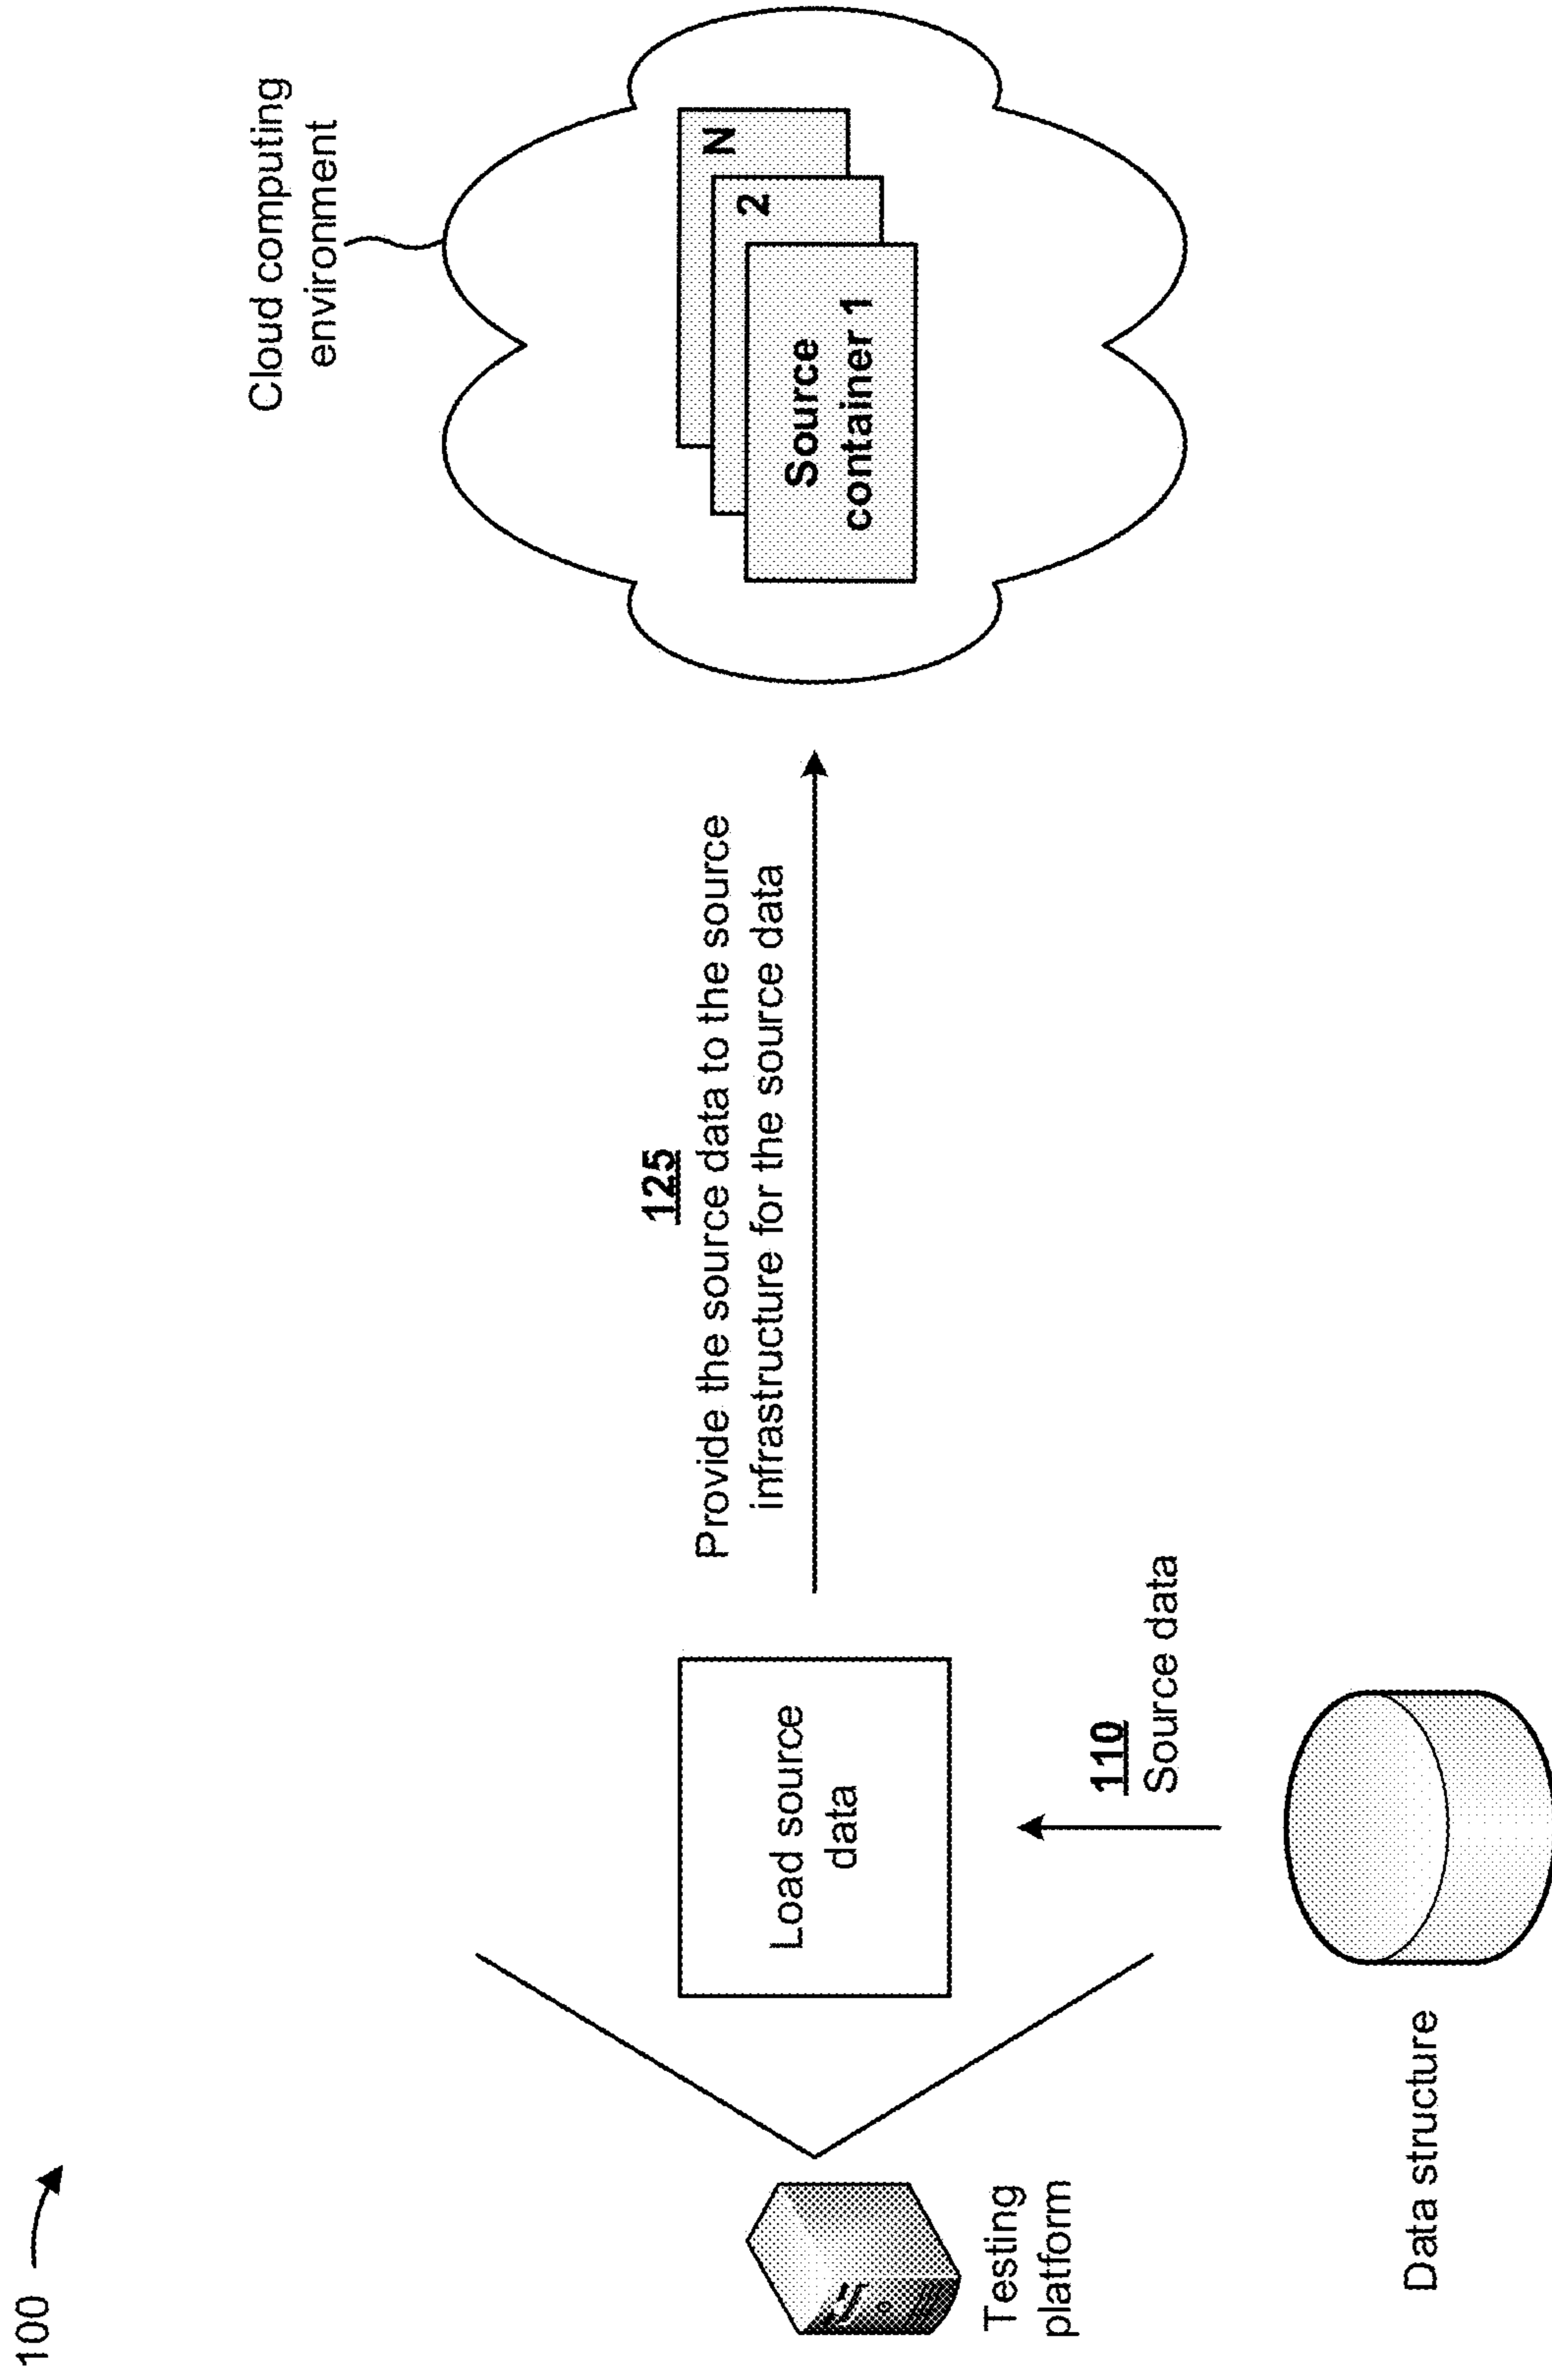 100
Cloud computing
environment
N
2
Source
container 1
125
Provide the source data to the source
infrastructure for the source data
Load source
data
110
Source data
Testing
platform
Data structure